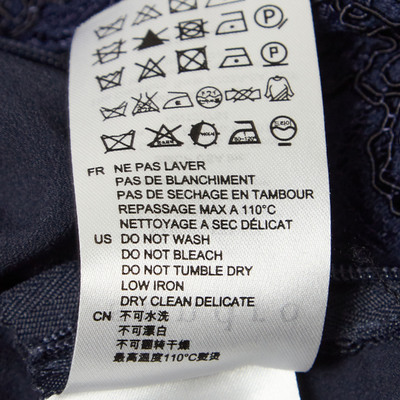 FR NE PAS LAVER
PAS DE BLANCHIMENT
PAS DE SECHAGE EN TAMBOUR
REPASSAGE MAX A 110°C
NETTOYAGE A SEC DÉLICAT
US DO NOT WASH
DO NOT BLEACH
DO NOT TUMBLE DRY
LOW IRON
DRY CLEAN DELICATE
CN 不可水洗
不可漂白
不可翻转干燥
最高溫度110°C熨燙